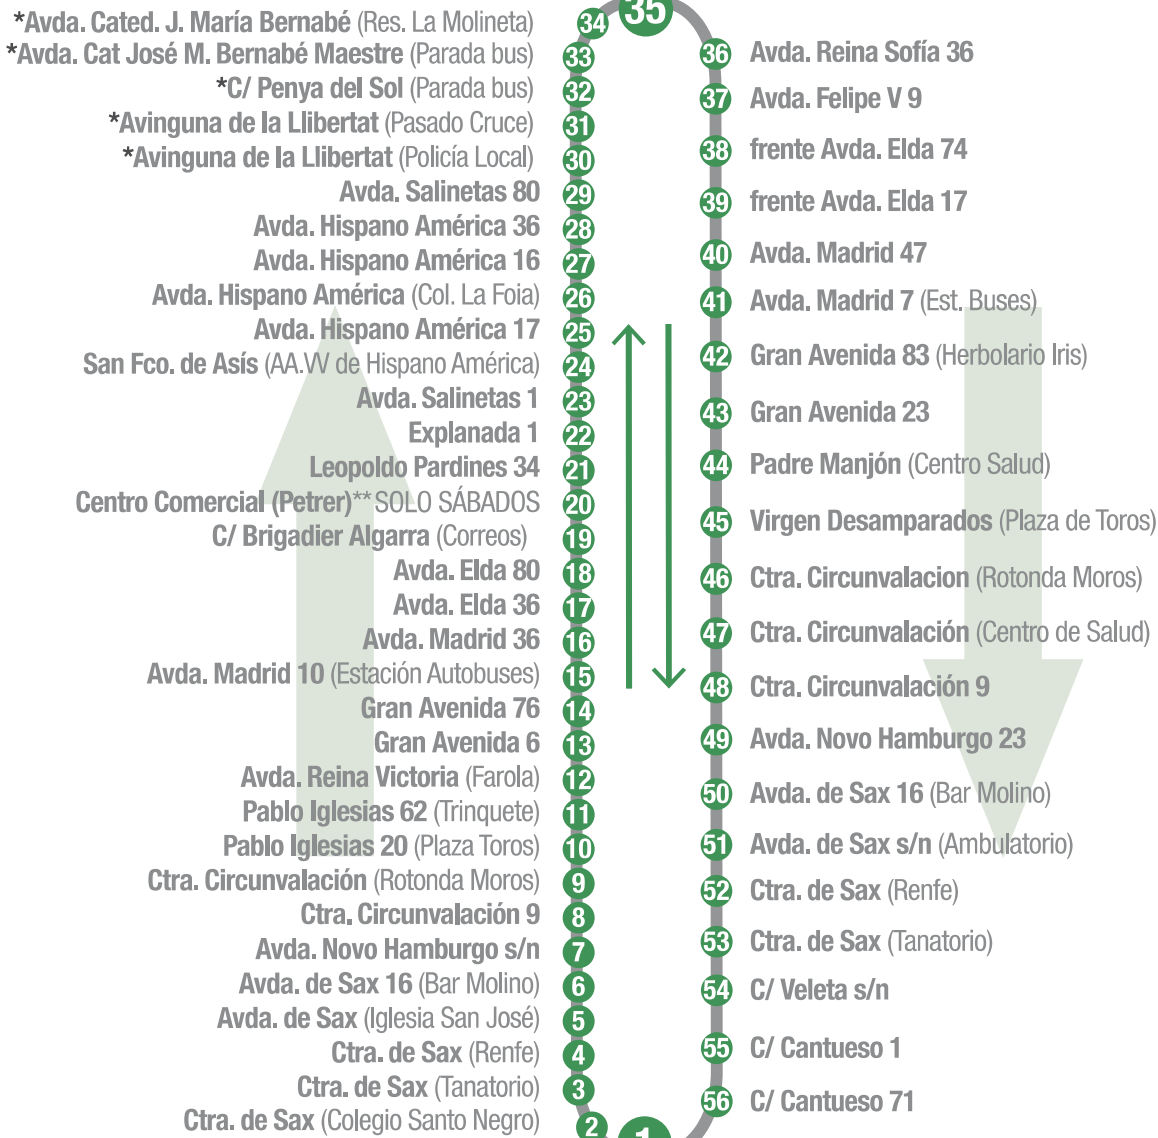 35
*Avda. Cated. J. María Bernabé (Res. La Molineta) 34
*Avda. Cat José M. Bernabé Maestre (Parada bus) 33
*C/ Penya del Sol (Parada bus) 32
*Avinguna de la Llibertat (Pasado Cruce) 31
*Avinguna de la Llibertat (Policía Local) 30
Avda. Salinetas 80 29
Avda. Hispano América 36 28
Avda. Hispano América 16 27
Avda. Hispano América (Col. La Foia) 26
Avda. Hispano América 17 25
San Fco. de Asís (AA.VV de Hispano América) 24
Avda. Salinetas 1 23
Explanada 1 22
Leopoldo Pardines 34 21
Centro Comercial (Petrer)** SOLO SÁBADOS 20
C/ Brigadier Algarra (Correos) 19
Avda. Elda 80 18
Avda. Elda 36 17
Avda. Madrid 36 16
Avda. Madrid 10 (Estación Autobuses) 15
Gran Avenida 76 14
Gran Avenida 6 13
Avda. Reina Victoria (Farola) 12
Pablo Iglesias 62 (Trinquete) 11
Pablo Iglesias 20 (Plaza Toros) 10
Ctra. Circunvalación (Rotonda Moros) 9
Ctra. Circunvalación 9 8
Avda. Novo Hamburgo s/n 7
Avda. de Sax 16 (Bar Molino) 6
Avda. de Sax (Iglesia San José) 5
Ctra. de Sax (Renfe) 4
Ctra. de Sax (Tanatorio) 3
Ctra. de Sax (Colegio Santo Negro) 2
36 Avda. Reina Sofía 36
37 Avda. Felipe V 9
38 frente Avda. Elda 74
39 frente Avda. Elda 17
40 Avda. Madrid 47
41 Avda. Madrid 7 (Est. Buses)
42 Gran Avenida 83 (Herbolario Iris)
43 Gran Avenida 23
44 Padre Manjón (Centro Salud)
45 Virgen Desamparados (Plaza de Toros)
46 Ctra. Circunvalacion (Rotonda Moros)
47 Ctra. Circunvalación (Centro de Salud)
48 Ctra. Circunvalación 9
49 Avda. Novo Hamburgo 23
50 Avda. de Sax 16 (Bar Molino)
51 Avda. de Sax s/n (Ambulatorio)
52 Ctra. de Sax (Renfe)
53 Ctra. de Sax (Tanatorio)
54 C/ Veleta s/n
55 C/ Cantueso 1
56 C/ Cantueso 71
1